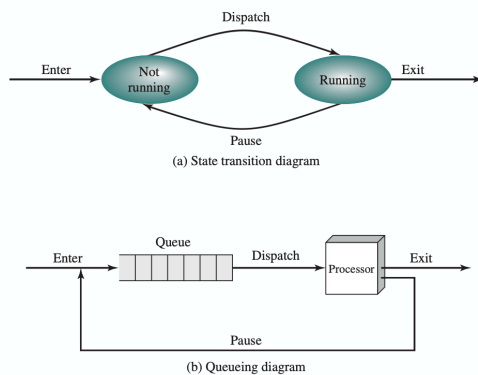 Dispatch
Enter
Not
running
Running
Exit
Pause
(a) State transition diagram
Queue
Enter
Dispatch
Processor
Exit
Pause
(b) Queueing diagram